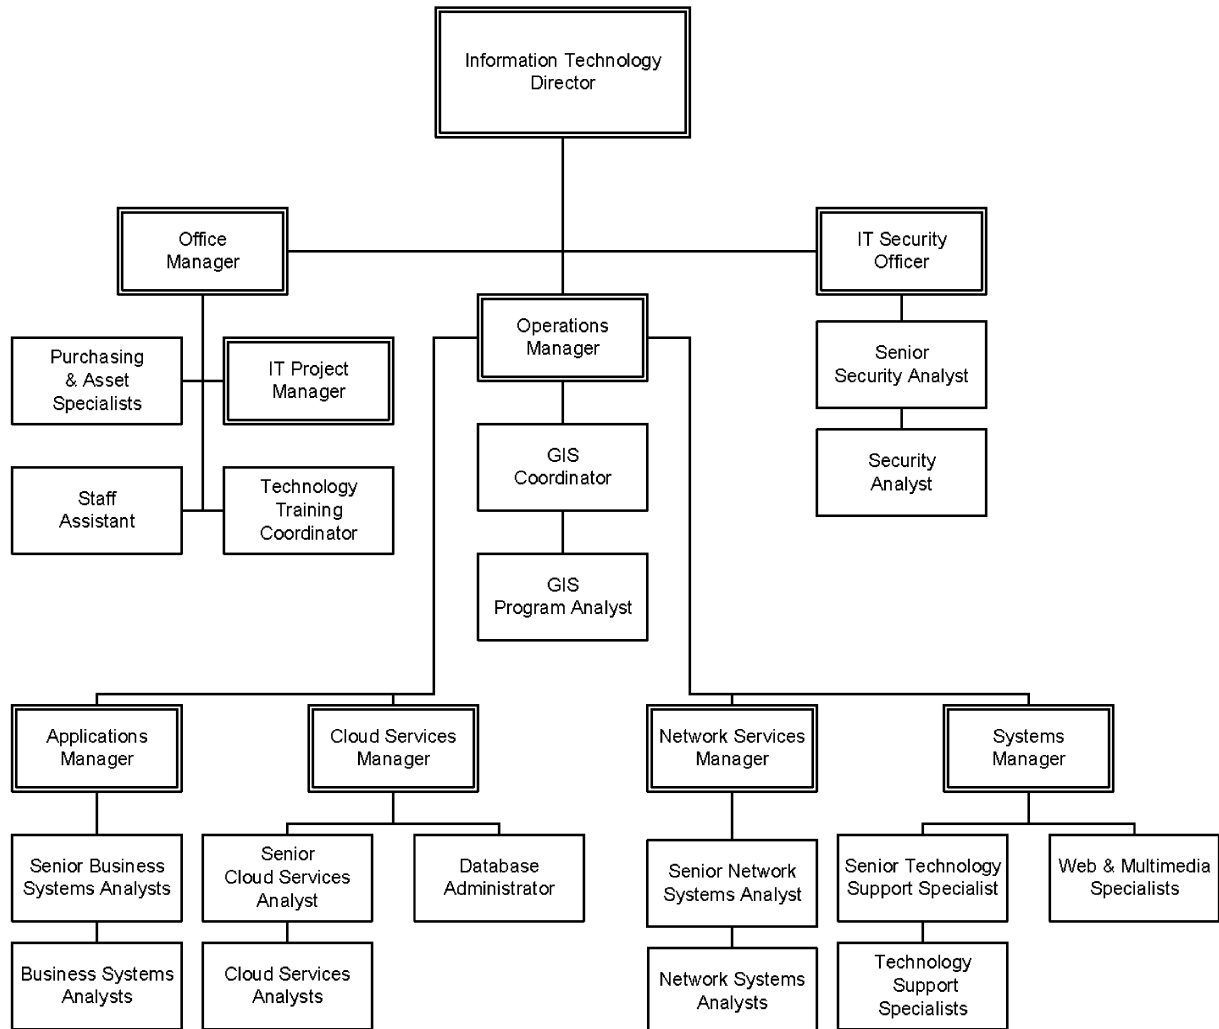 Information Technology
Director
Office
Manager
IT Security
Officer
Operations
Manager
Purchasing
& Asset
Specialists
IT Project
Manager
Senior
Security Analyst
GIS
Coordinator
Security
Analyst
Staff
Assistant
Technology
Training
Coordinator
GIS
Program Analyst
Applications
Manager
Cloud Services
Manager
Network Services
Manager
Systems
Manager
Senior Business
Systems Analysts
Senior
Cloud Services
Analyst
Database
Administrator
Senior Network
Systems Analyst
Senior Technology
Support Specialist
Web & Multimedia
Specialists
Business Systems
Analysts
Cloud Services
Analysts
Network Systems
Analysts
Technology
Support
Specialists